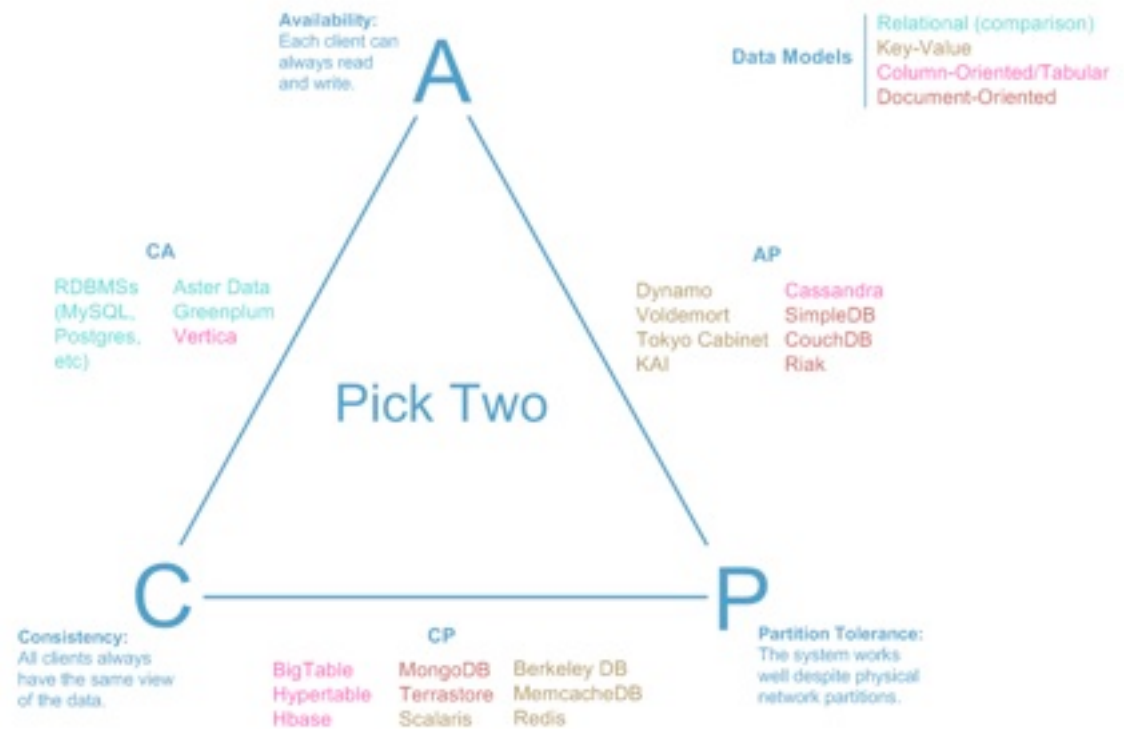 Availability:
Each client can
always read
and write.
A
Data Models
Relational (comparison)
Key-Value
Column-Oriented/Tabular
Document-Oriented
CA
RDBMSs
(MySQL,
Postgres,
etc)
Aster Data
Greenplum
Vertica
AP
Dynamo
Voldemort
Tokyo Cabinet
KAI
Cassandra
SimpleDB
CouchDB
Riak
Pick Two
C
Consistency:
All clients always
have the same view
of the data.
CP
BigTable
Hypertable
Hbase
MongoDB
Terrastore
Scalaris
Berkeley DB
MemcacheDB
Redis
P
Partition Tolerance:
The system works
well despite physical
network partitions.